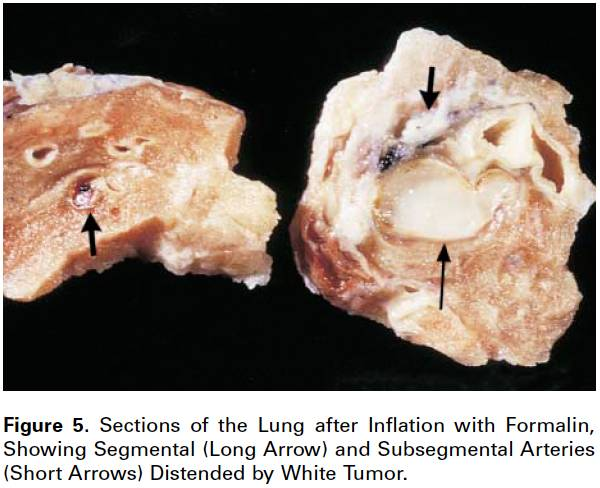 Figure 5. Sections of the Lung after Inflation with Formalin,
Showing Segmental (Long Arrow) and Subsegmental Arteries
(Short Arrows) Distended by White Tumor.